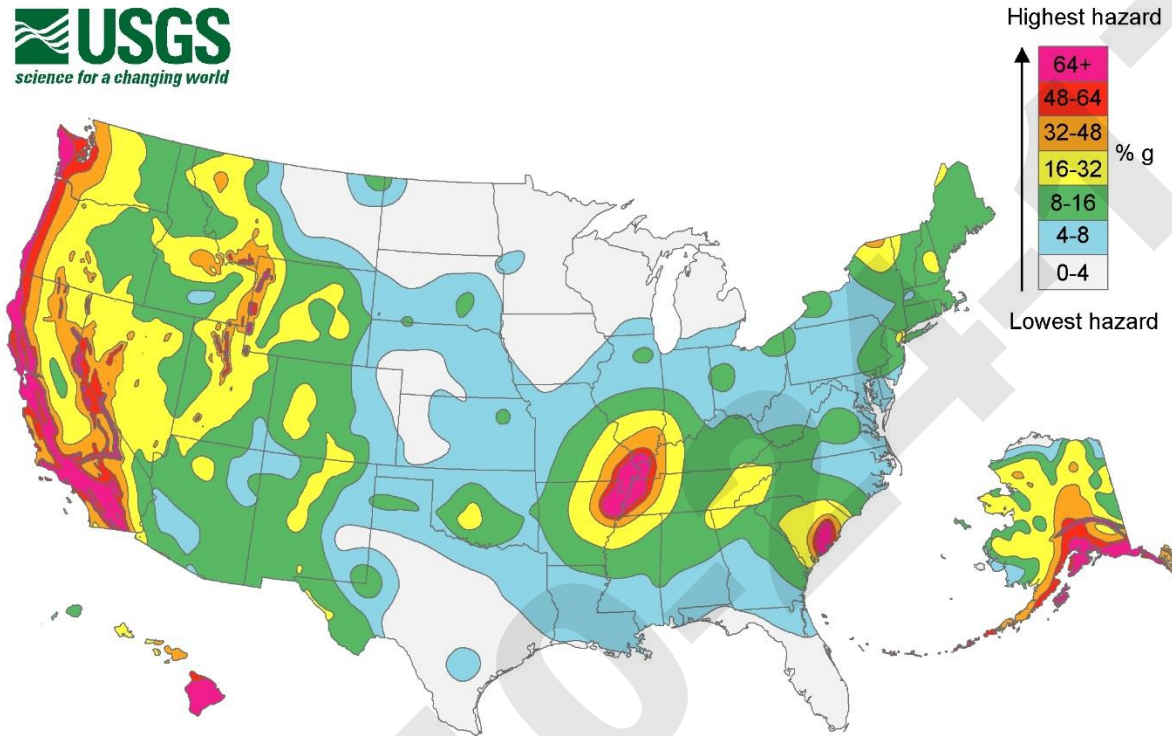 USGS
science for a changing world
Highest hazard
64+
48-64
32-48
16-32
8-16
4-8
0-4
% g
Lowest hazard